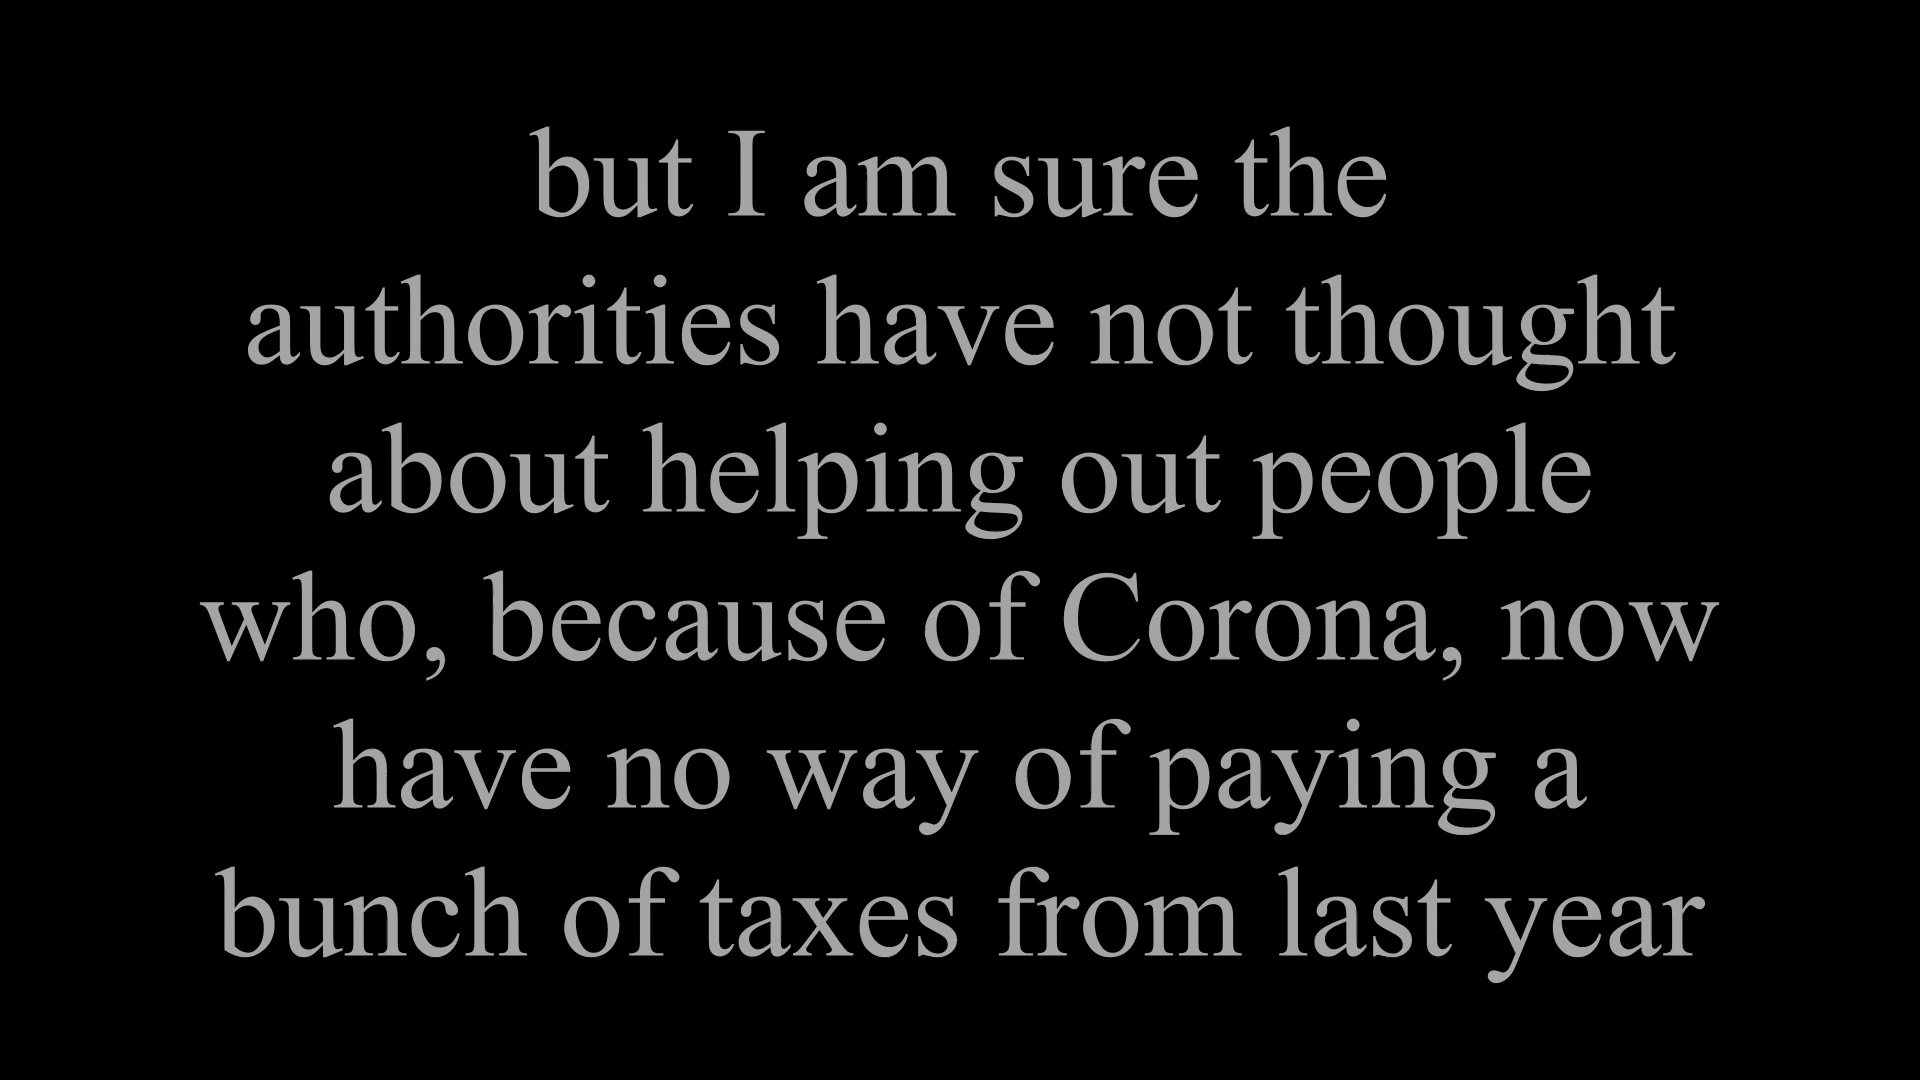 but I am sure the
authorities have not thought
about helping out people
who, because of Corona, now
have no way of paying a
bunch of taxes from last year